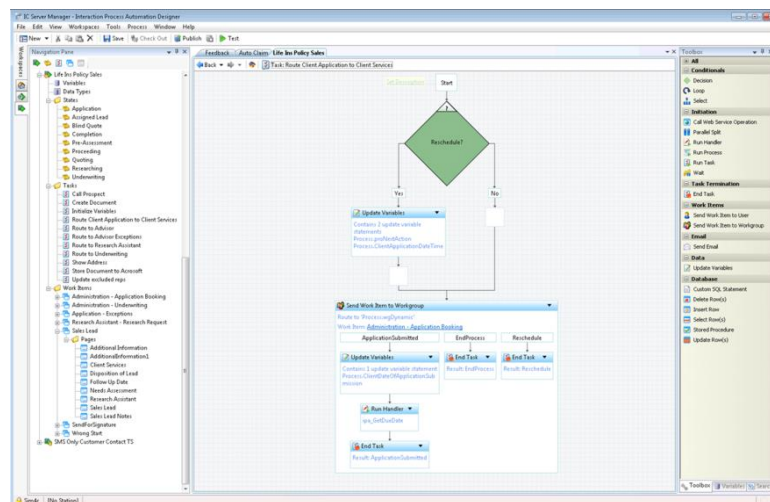 IC Server Manager - Interaction Process Automation Designer
File Edit View Workspaces Tools Process Window Help
New Save Check Out Publish Test
Workspaces
Navigation Pane
Life Ins Policy Sales
Variables
Data Types
States
Application
Assigned Lead
Blind Quote
Completion
Pre-Assessment
Proceeding
Quoting
Researching
Underwriting
Tasks
Call Prospect
Create Document
Initialize Variables
Route Client Application to Client Services
Route to Adviser
Route to Adviser Exceptions
Route to Research Assistant
Route to Underwriting
Show Address
Store Document to Acrosoft
Update excluded reps
Work Items
Administration - Application Booking
Administration - Underwriting
Application - Exceptions
Research Assistant - Research Request
Sales Lead
Pages
Additional Information
AdditionalInformation1
Client Services
Disposition of Lead
Follow Up Date
Needs Assessment
Research Assistant
Sales Lead
Sales Lead Notes
SendForSignature
Wrong Start
SMS Only Customer Contact TS
Feedback Auto Claim Life Ins Policy Sales
Back Task: Route Client Application to Client Services
Start
?
Reschedule?
Yes No
Update Variables
Contains 2 update variable
statements
Process.ClientApplicationDateTime
Send Work Item to Workgroup
Route to 'Process.wgDynamic'
Work Item: Administration - Application Booking
ApplicationSubmitted EndProcess Reschedule
Update Variables End Task End Task
Contains 1 update variable statement Result: EndProcess Result: Reschedule
Process.ClientDateOfApplicationSub
mission
Run Handler
ipa_GetDueDate
End Task
Result: ApplicationSubmitted
Toolbox
All
Conditionals
Decision
Loop
Select
Initiation
Call Web Service Operation
Parallel Split
Run Handler
Run Process
Run Task
Wait
Task Termination
End Task
Work Items
Send Work Item to User
Send Work Item to Workgroup
Email
Send Email
Data
Update Variables
Database
Custom SQL Statement
Delete Row(s)
Insert Row
Select Row(s)
Stored Procedure
Update Row(s)
Toolbox Variables
[No Station]